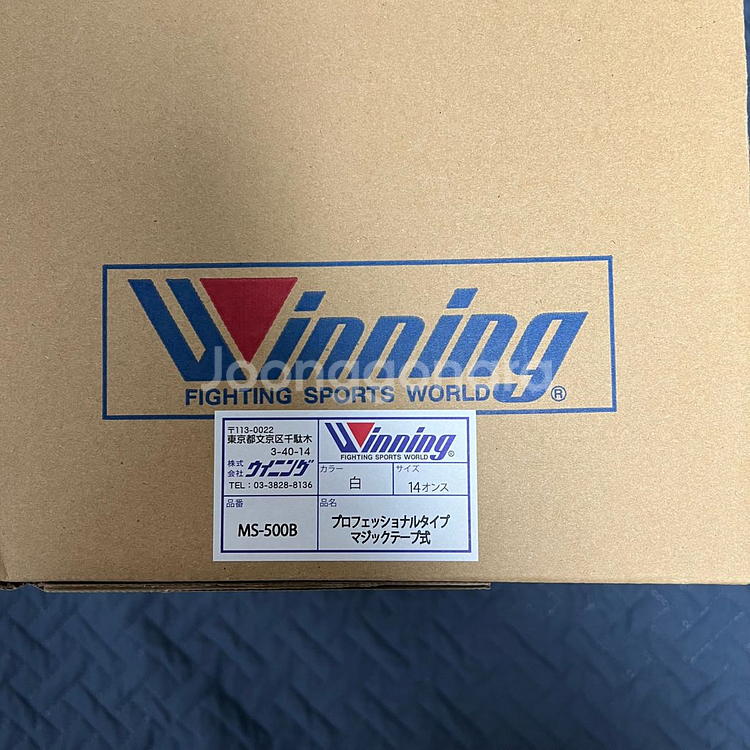 Winning
Joonggonara
FIGHTING SPORTS WORLD ®
〒113-0022
東京都文京区千駄木
3-40-14
株式会社 ウイニング
TEL : 03-3828-8136
Winning
FIGHTING SPORTS WORLD ®
カラー
白
サイズ
14オンス
品番
MS-500B
品名
プロフェッショナルタイプ
マジックテープ式